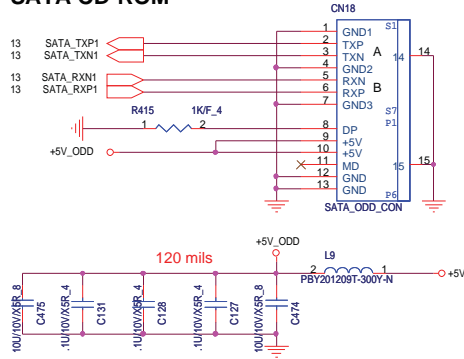 SATA CD-ROM
CN18
13 SATA_TXP1
13 SATA_TXN1
13 SATA_RXN1
13 SATA_RXP1
1 GND1 S1
2 TXP
3 TXN A 14 14
4 GND2
5 RXN B
6 RXP
7 GND3 S7
P1
R415 1K/F_4
1 2
8 DP
+5V_ODD
9 +5V
10 +5V
11 MD 15 15
12 GND
13 GND P6
SATA_ODD_CON
120 mils
+5V_ODD
L9
2 1
PBY201209T-300Y-N
+5V
10U/10V/X5R_8
C475
.1U/10V/X5R_4
C131
.1U/10V/X5R_4
C128
.1U/10V/X5R_4
C127
10U/10V/X5R_8
C474